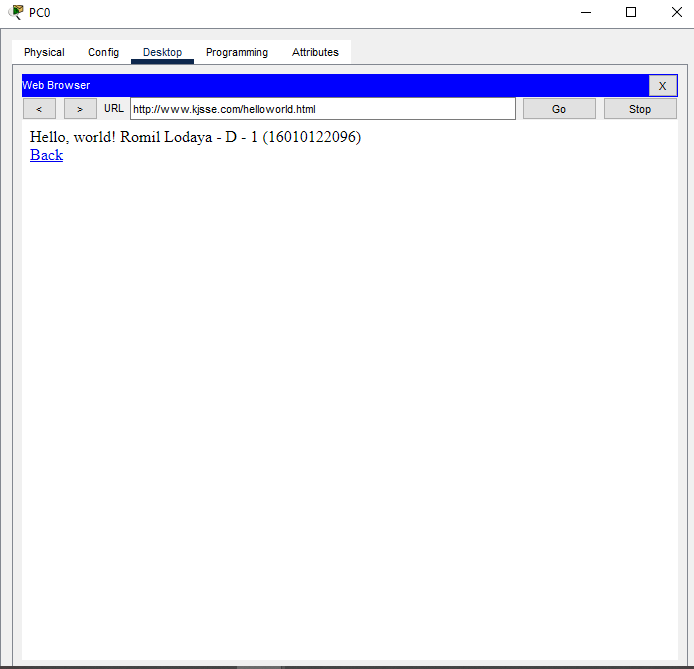 PC0
Physical Config Desktop Programming Attributes
Web Browser X
< > URL http://www.kjsse.com/helloworld.html Go Stop
Hello, world! Romil Lodaya - D - 1 (16010122096)
Back